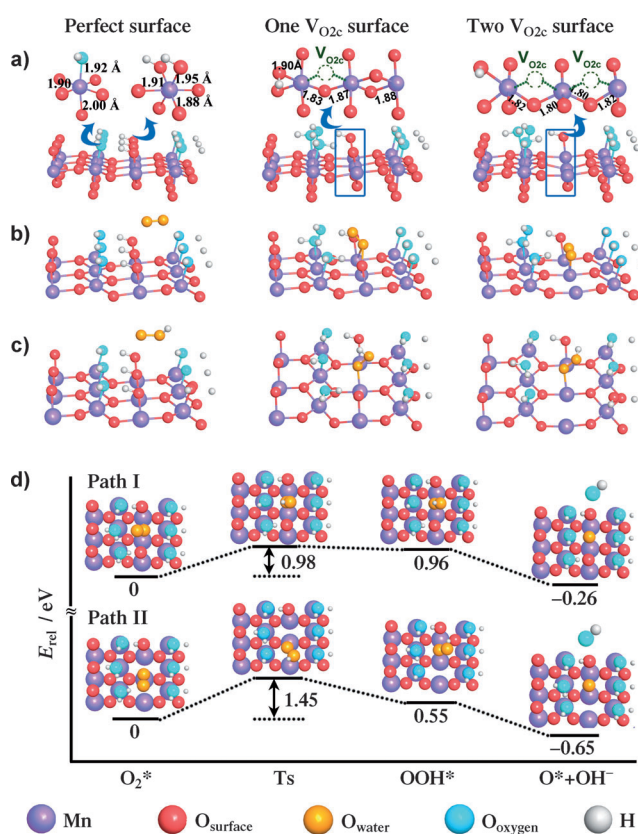 Perfect surface One V_O2c surface Two V_O2c surface
a)
1.92 Å
1.90
2.00 Å
1.91
1.95 Å
1.88 Å
V_O2c
1.90Å
1.83
1.87
1.88
V_O2c V_O2c
1.82
1.80
1.80
1.82
b)
c)
d)
Path I
0
0.98
0.96
−0.26
Path II
0
1.45
0.55
−0.65
E_rel / eV
O₂* Ts OOH* O*+OH⁻
Mn O_surface O_water O_oxygen H